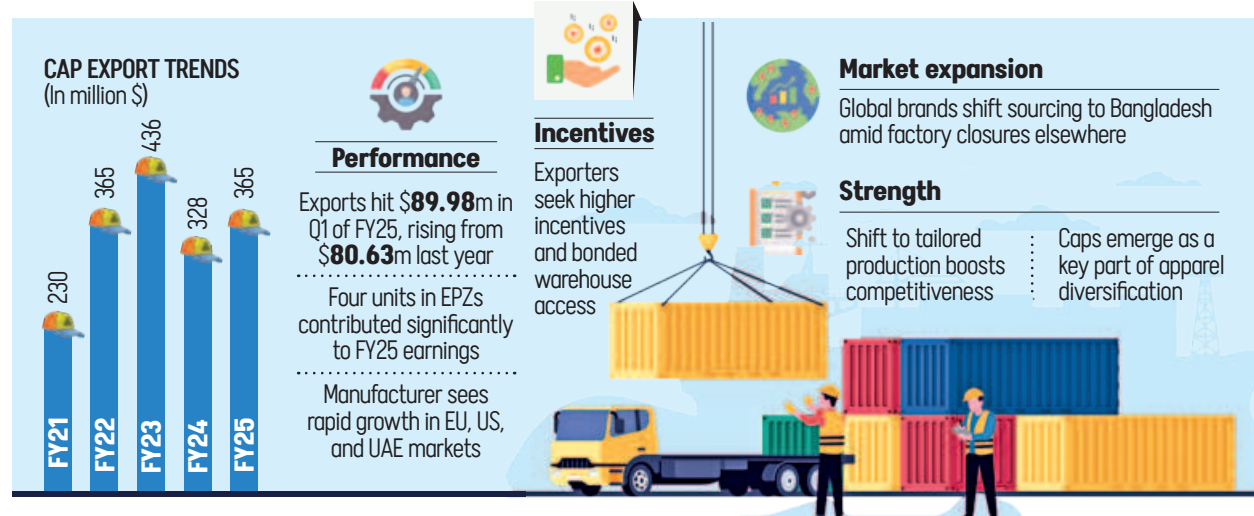 CAP EXPORT TRENDS
(In million $)
230
365
436
328
365
FY21
FY22
FY23
FY24
FY25
Performance
Exports hit $89.98m in
Q1 of FY25, rising from
$80.63m last year
Four units in EPZs
contributed significantly
to FY25 earnings
Manufacturer sees
rapid growth in EU, US,
and UAE markets
Incentives
Exporters
seek higher
incentives
and bonded
warehouse
access
Market expansion
Global brands shift sourcing to Bangladesh
amid factory closures elsewhere
Strength
Shift to tailored
production boosts
competitiveness
Caps emerge as a
key part of apparel
diversification